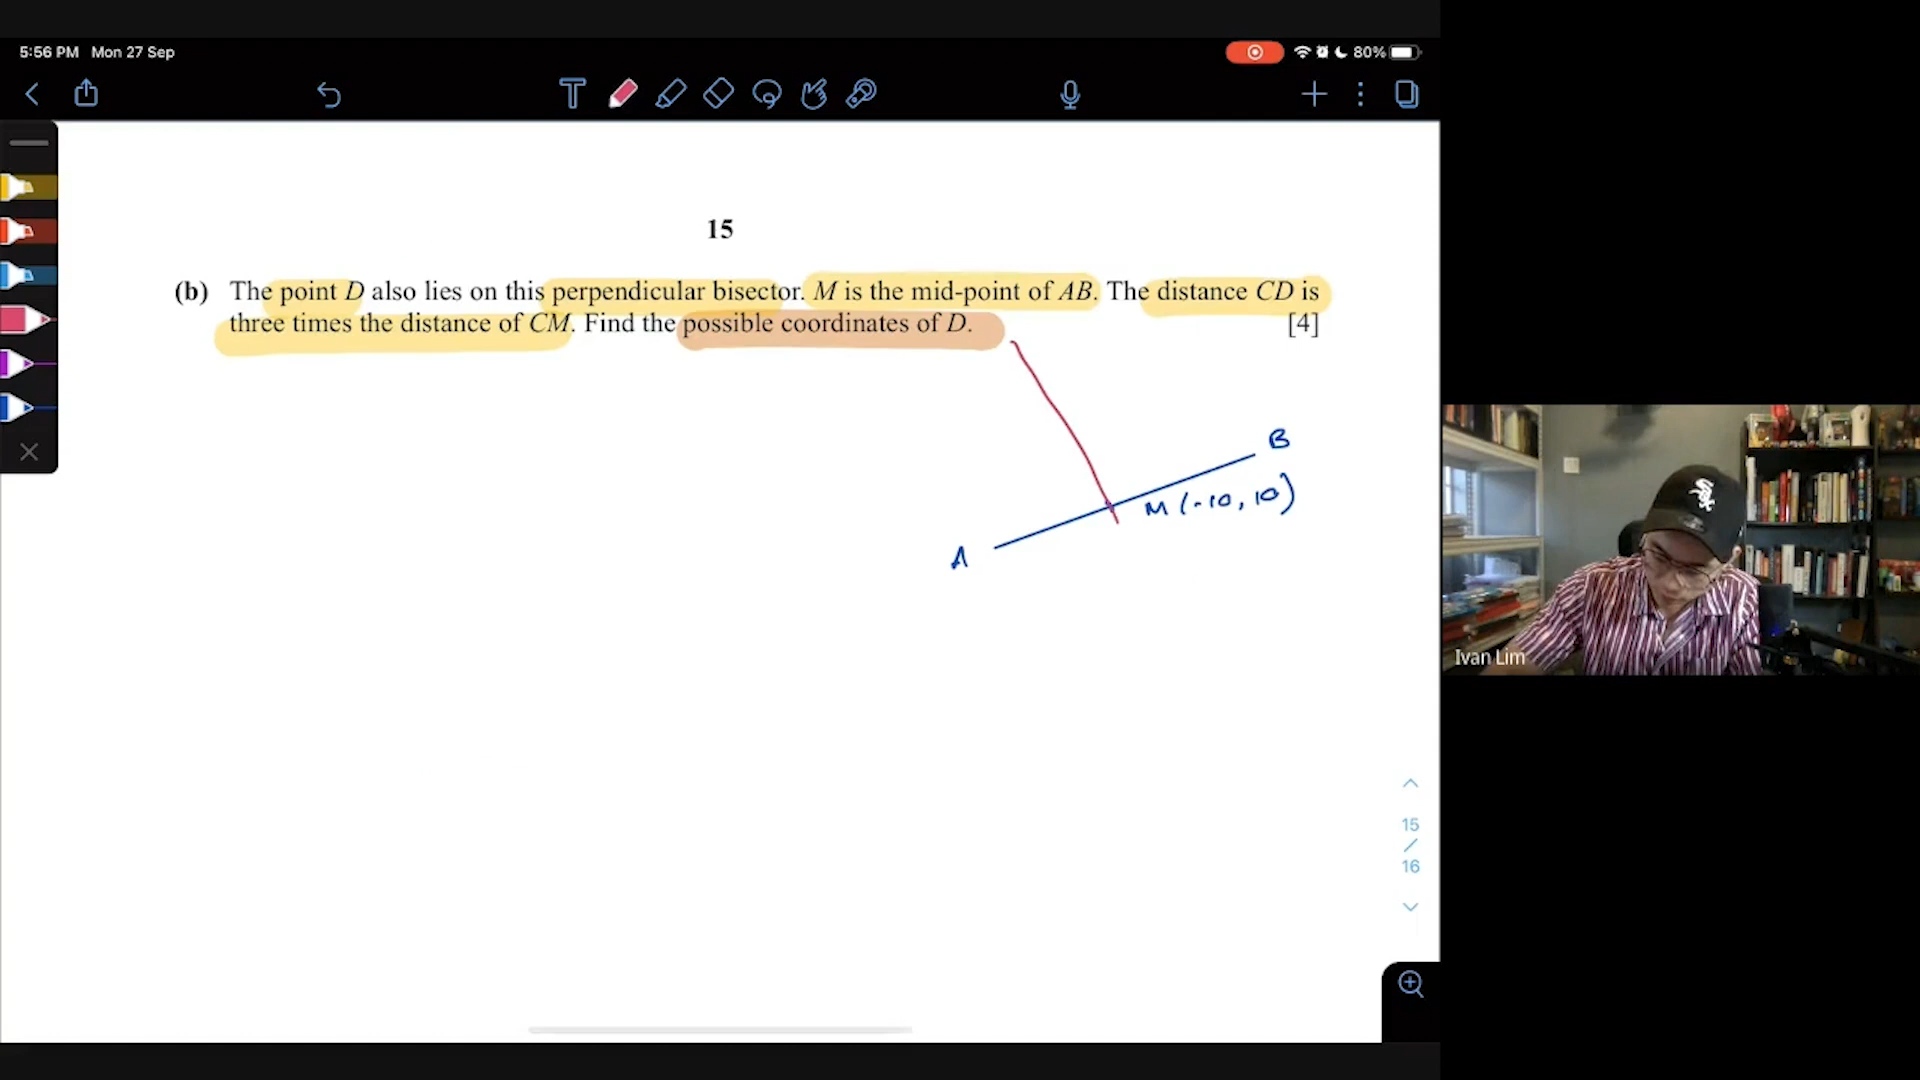 5:56 PM Mon 27 Sep
80%
T
15
(b) The point D also lies on this perpendicular bisector. M is the mid-point of AB. The distance CD is
three times the distance of CM. Find the possible coordinates of D. [4]
B
M (-10, 10)
A
Ivan Lim
15
/
16